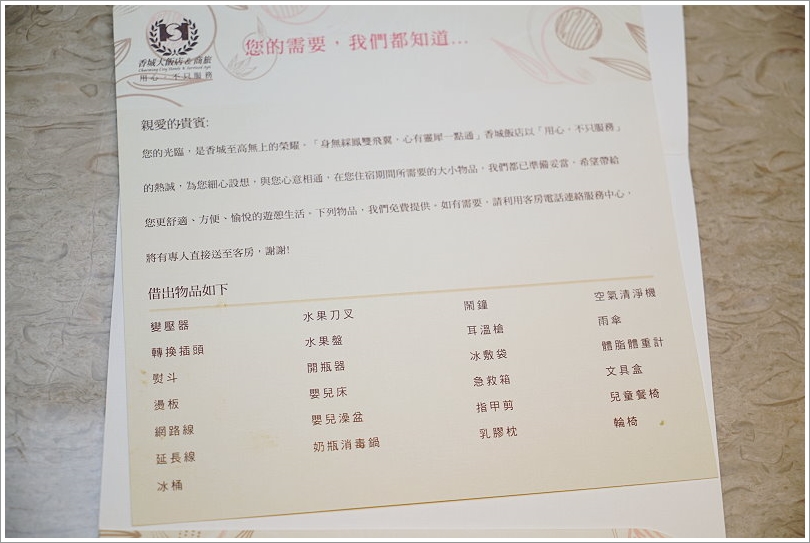 香城大飯店&商旅
用心,不只服務
您的需要,我們都知道...
親愛的貴賓:
您的光臨,是香城至高無上的榮耀。「身無綵鳳雙飛翼、心有靈犀一點通」香城飯店以「用心,不只服務」
的熱誠,為您細心設想,與您心意相通,在您住宿期間所需要的大小物品,我們都已準備妥當,希望帶給
您更舒適、方便、愉悅的遊憩生活。下列物品,我們免費提供。如有需要,請利用客房電話連絡服務中心,
將有專人直接送至客房,謝謝!
借出物品如下
變壓器
轉換插頭
熨斗
燙板
網路線
延長線
冰桶
水果刀叉
水果盤
開瓶器
嬰兒床
嬰兒澡盆
奶瓶消毒鍋
鬧鐘
耳溫槍
冰敷袋
急救箱
指甲剪
乳膠枕
空氣清淨機
雨傘
體脂體重計
文具盒
兒童餐椅
輪椅